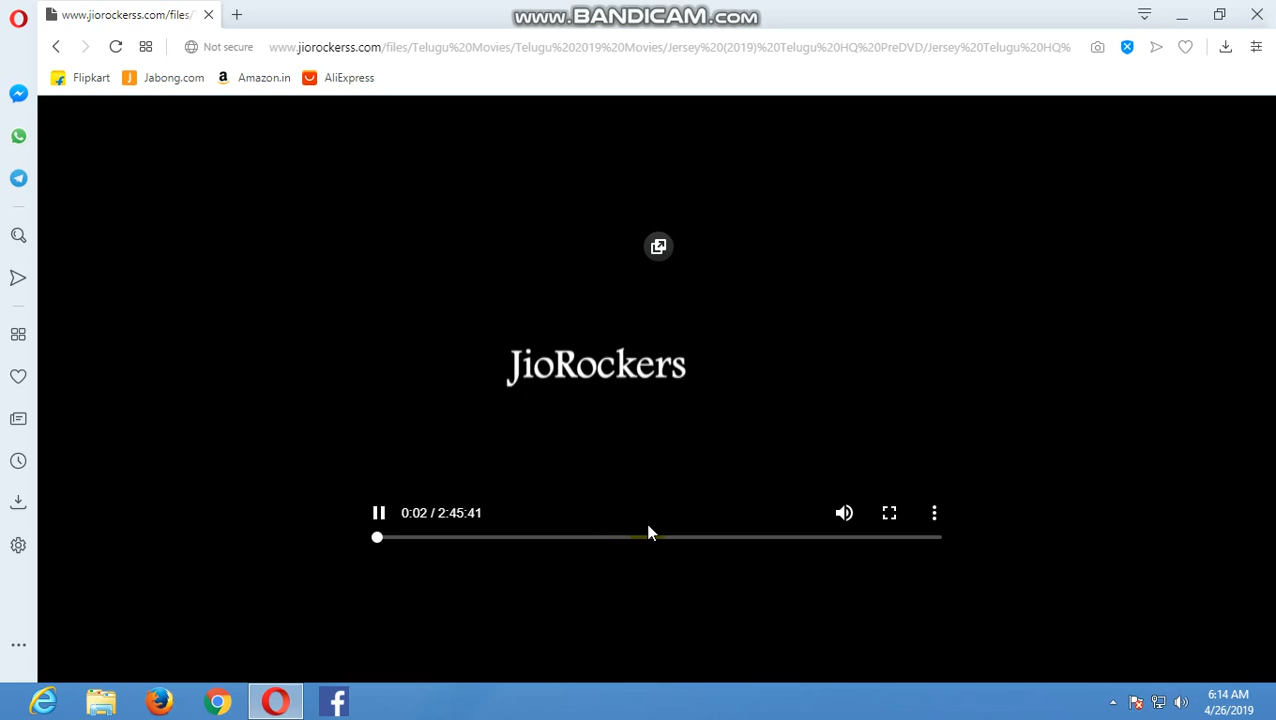 www.jiorockerss.com/files/
www.BANDICAM.com
Not secure
www.jiorockerss.com/files/Telugu%20Movies/Telugu%202019%20Movies/Jersey%20(2019)%20Telugu%20HQ%20PreDVD/Jersey%20Telugu%20HQ%
Flipkart
Jabong.com
Amazon.in
AliExpress
JioRockers
0:02 / 2:45:41
6:14 AM
4/26/2019